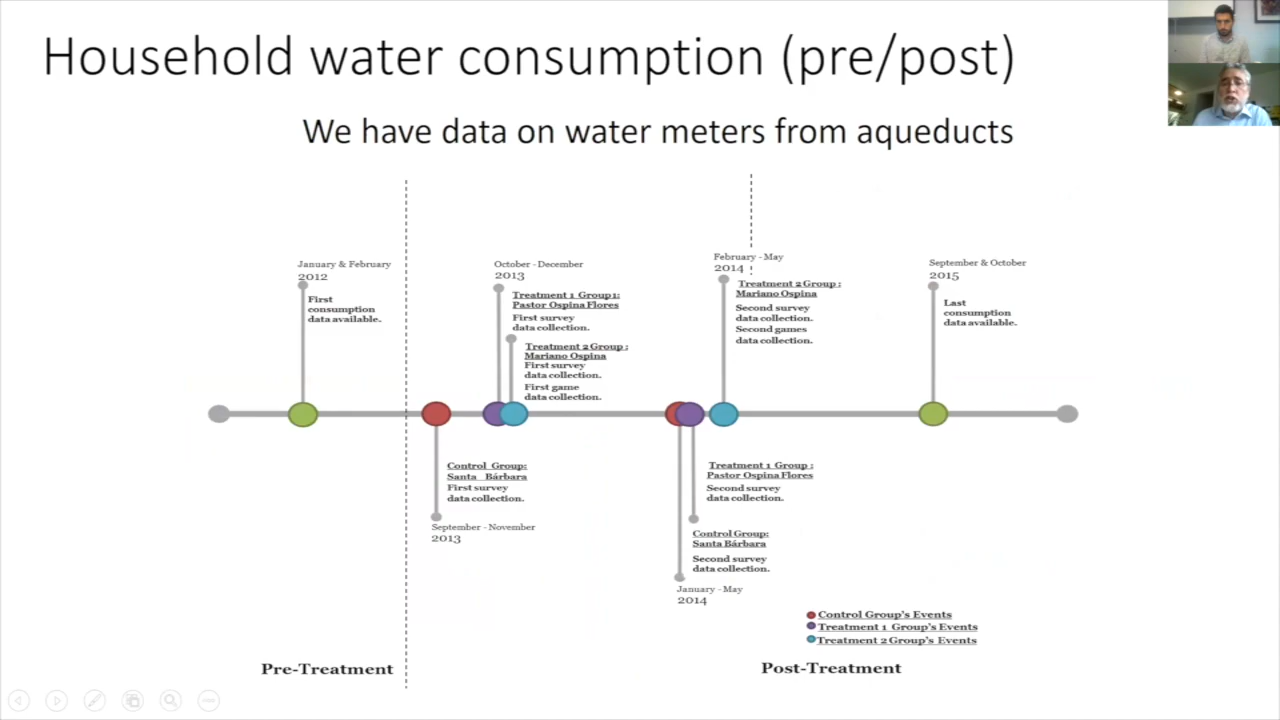 Household water consumption (pre/post)
We have data on water meters from aqueducts
January & February
2012
First
consumption
data available.
October - December
2013
Treatment 1 Group1:
Pastor Ospina Flores
First survey
data collection.
Treatment 2 Group :
Mariano Ospina
First survey
data collection.
First game
data collection.
February - May
2014
Treatment 2 Group :
Mariano Ospina
Second survey
data collection.
Second games
data collection.
September & October
2015
Last
consumption
data available.
Control Group:
Santa Bárbara
First survey
data collection.
September - November
2013
Treatment 1 Group :
Pastor Ospina Flores
Second survey
data collection.
Control Group:
Santa Bárbara
Second survey
data collection.
January - May
2014
Control Group's Events
Treatment 1 Group's Events
Treatment 2 Group's Events
Pre-Treatment
Post-Treatment